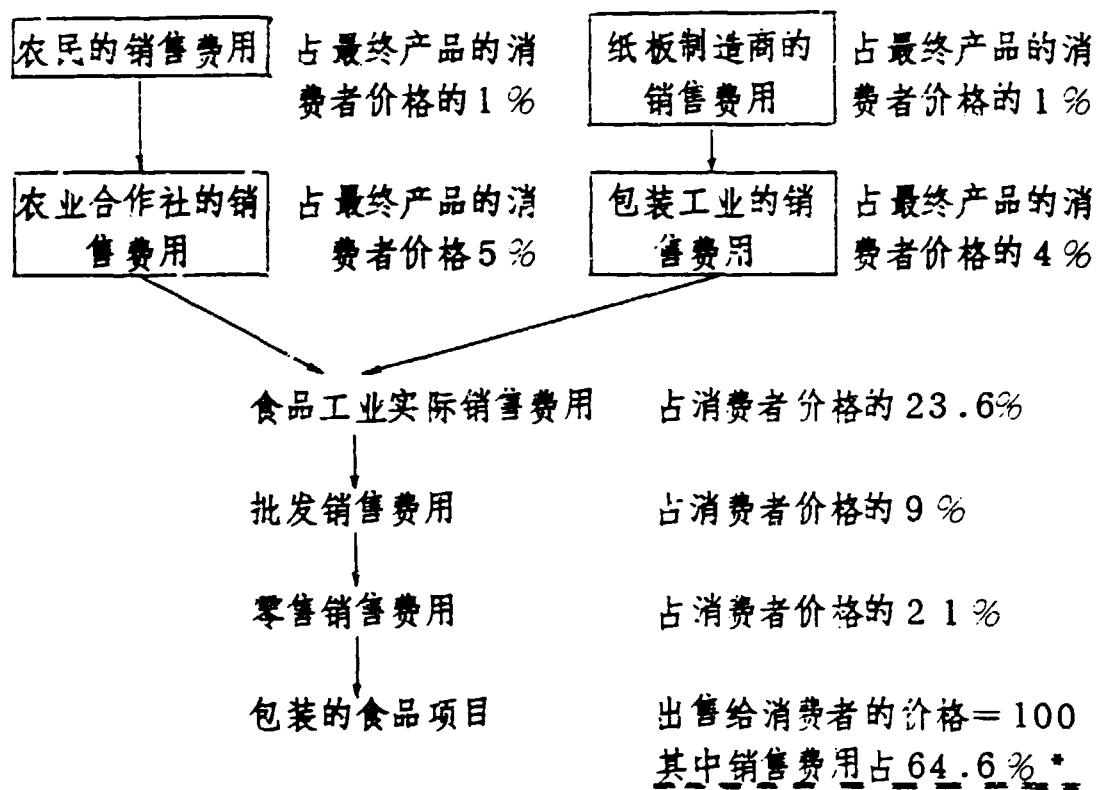 农民的销售费用
占最终产品的消
费者价格的1%
纸板制造商的
销售费用
占最终产品的消
费者价格的1%
农业合作社的销
售费用
占最终产品的消
费者价格5%
包装工业的销
售费用
占最终产品的消
费者价格的4%
食品工业实际销售费用
占消费者价格的23.6%
批发销售费用
占消费者价格的9%
零售销售费用
占消费者价格的21%
包装的食品项目
出售给消费者的价格=100
其中销售费用占64.6%*